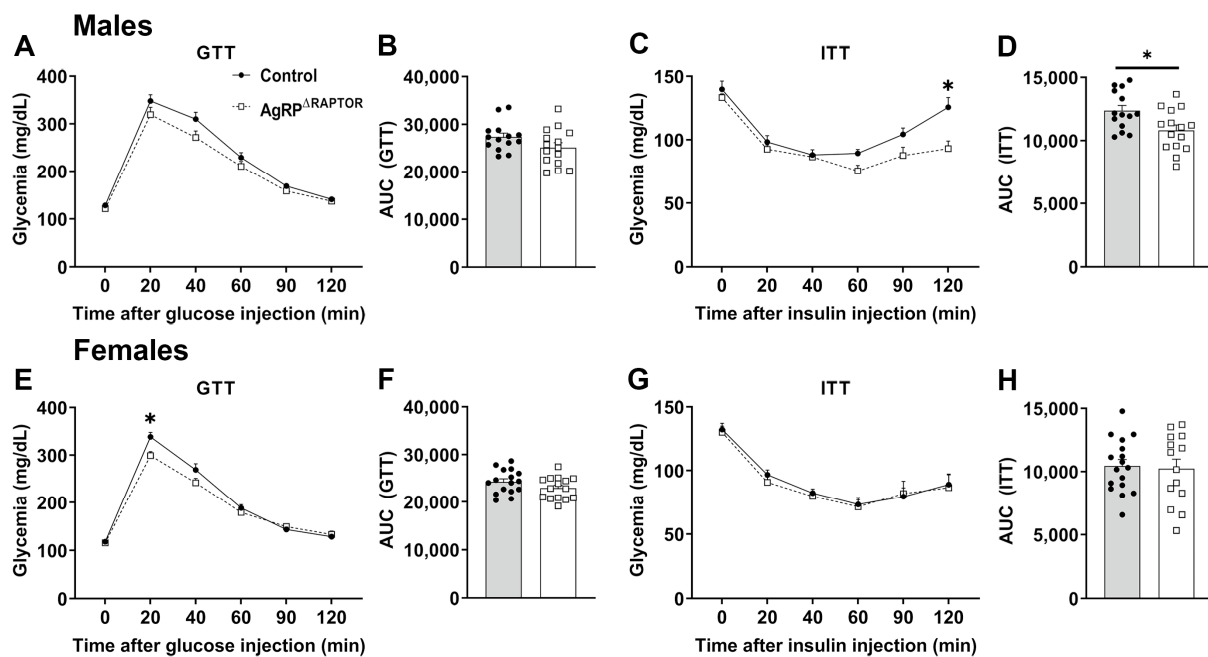 Males
A
GTT
Control
AgRPΔRAPTOR
Glycemia (mg/dL)
400
300
200
100
0
0 20 40 60 90 120
Time after glucose injection (min)
B
AUC (GTT)
40,000
30,000
20,000
10,000
0
C
ITT
*
Glycemia (mg/dL)
150
100
50
0
0 20 40 60 90 120
Time after insulin injection (min)
D
*
AUC (ITT)
15,000
10,000
5,000
0
Females
E
GTT
*
Glycemia (mg/dL)
400
300
200
100
0
0 20 40 60 90 120
Time after glucose injection (min)
F
AUC (GTT)
40,000
30,000
20,000
10,000
0
G
ITT
Glycemia (mg/dL)
150
100
50
0
0 20 40 60 90 120
Time after insulin injection (min)
H
AUC (ITT)
15,000
10,000
5,000
0